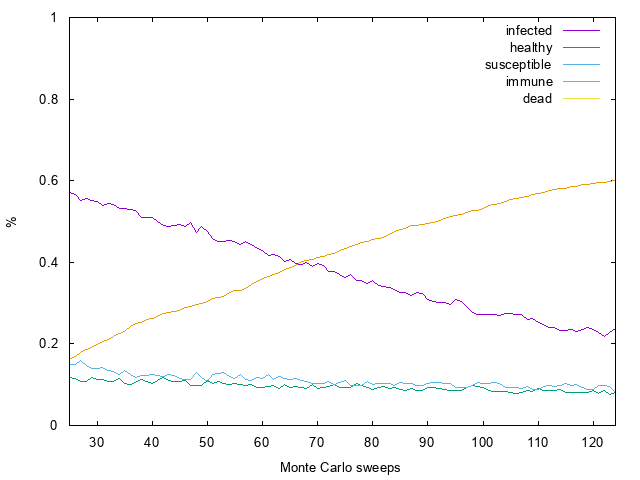 1
infected
healthy
susceptible
immune
dead
0.8
0.6
%
0.4
0.2
0
30 40 50 60 70 80 90 100 110 120
Monte Carlo sweeps